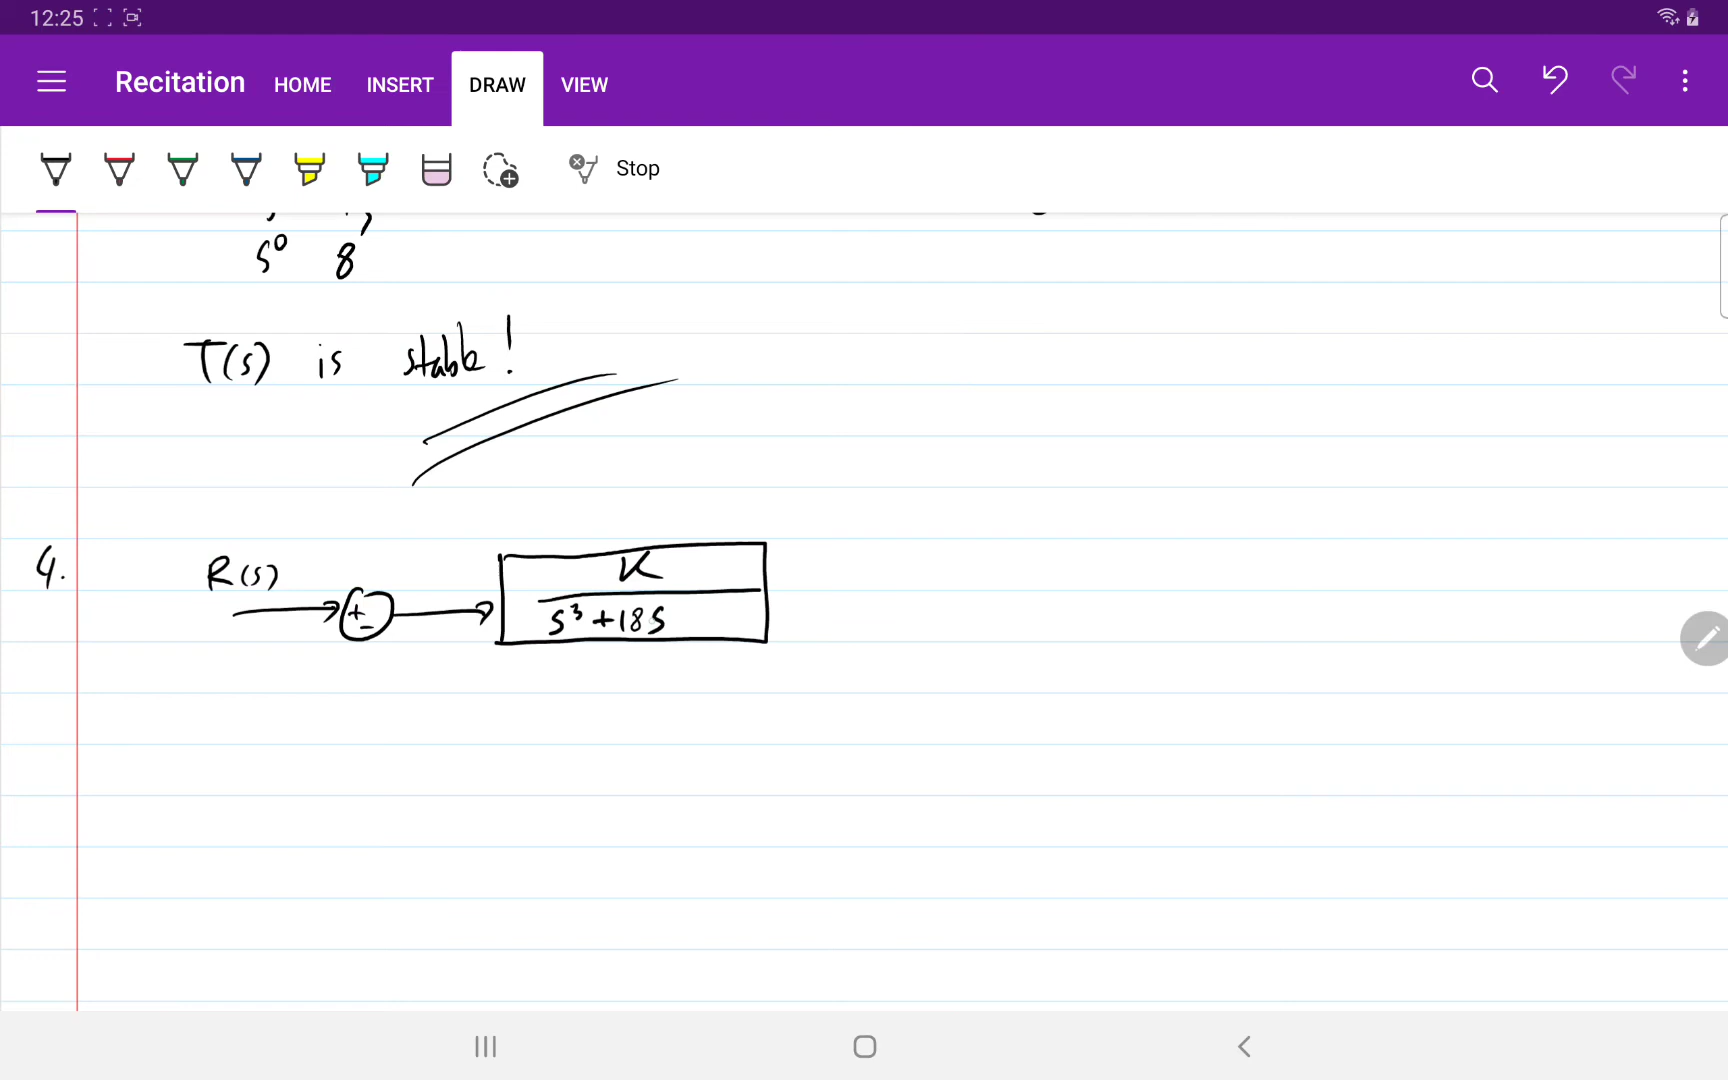 12:25
Recitation HOME INSERT DRAW VIEW
Stop
s⁰ 8
T(s) is stable!
4. R(s) K
+
−
s³ +18s